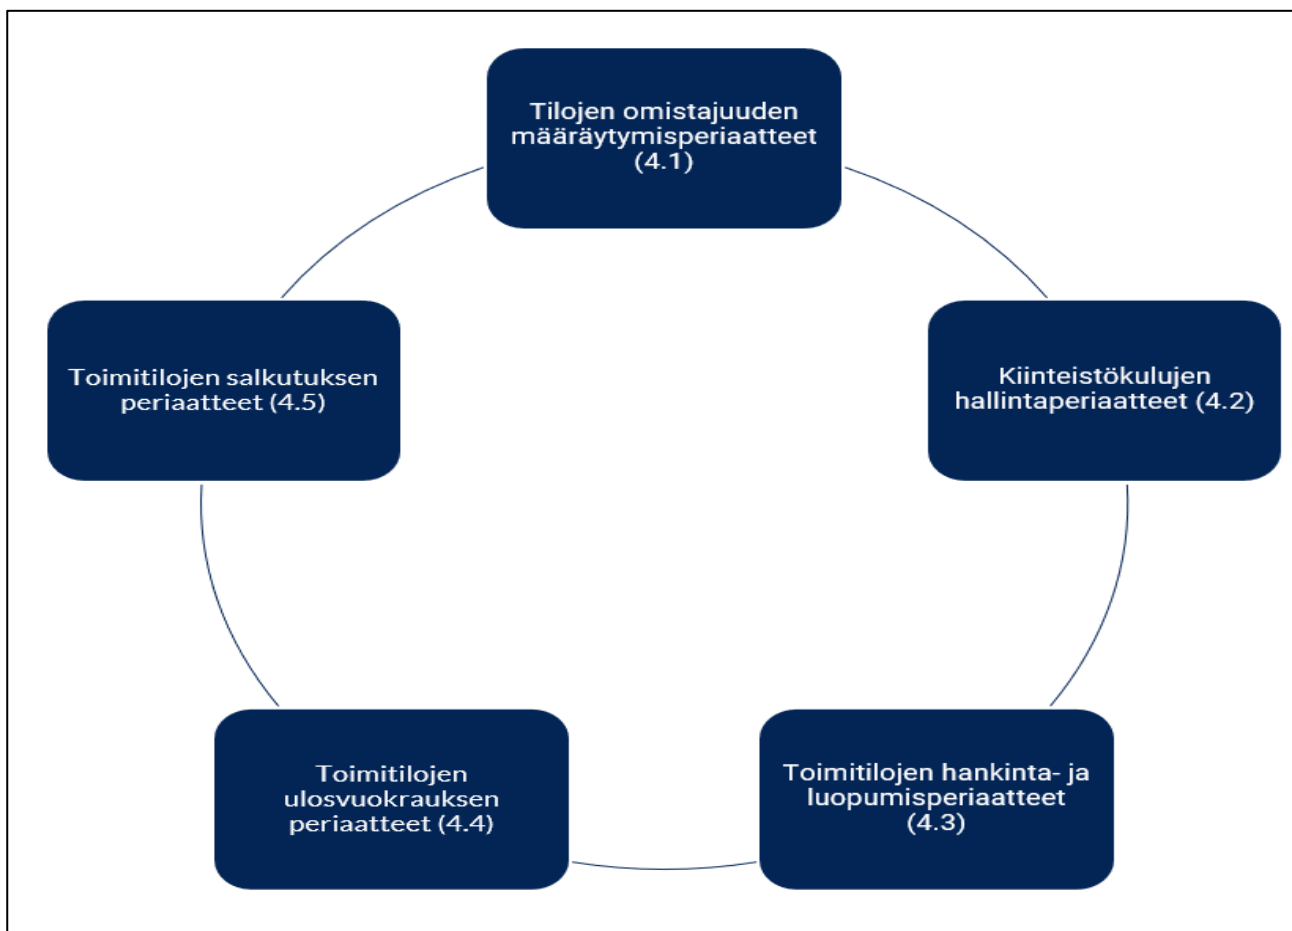 Tilojen omistajuuden
määräytymisperiaatteet
(4.1)
Kiinteistökulujen
hallintaperiaatteet (4.2)
Toimitilojen hankinta- ja
luopumisperiaatteet
(4.3)
Toimitilojen
ulosvuokrauksen
periaatteet (4.4)
Toimitilojen salkutuksen
periaatteet (4.5)